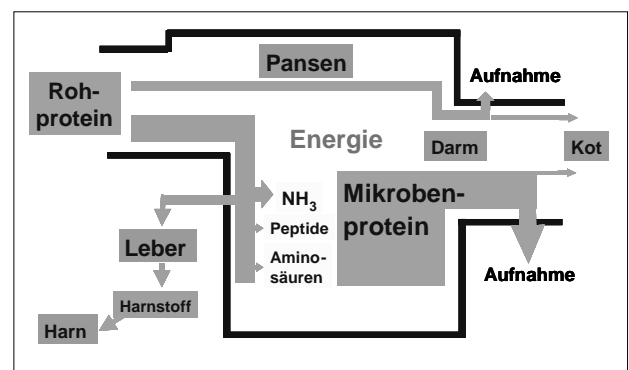 Pansen
Aufnahme
Roh-
protein
Energie
Darm
Kot
NH₃
Mikroben-
protein
Peptide
Leber
Amino-
säuren
Aufnahme
Harnstoff
Harn